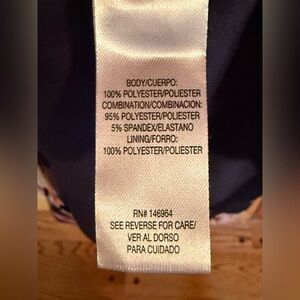 BODY/CUERPO:
100% POLYESTER/POLIESTER
COMBINATION/COMBINACION:
95% POLYESTER/POLIESTER
5% SPANDEX/ELASTANO
LINING/FORRO:
100% POLYESTER/POLIESTER
RN# 146964
SEE REVERSE FOR CARE/
VER AL DORSO
PARA CUIDADO